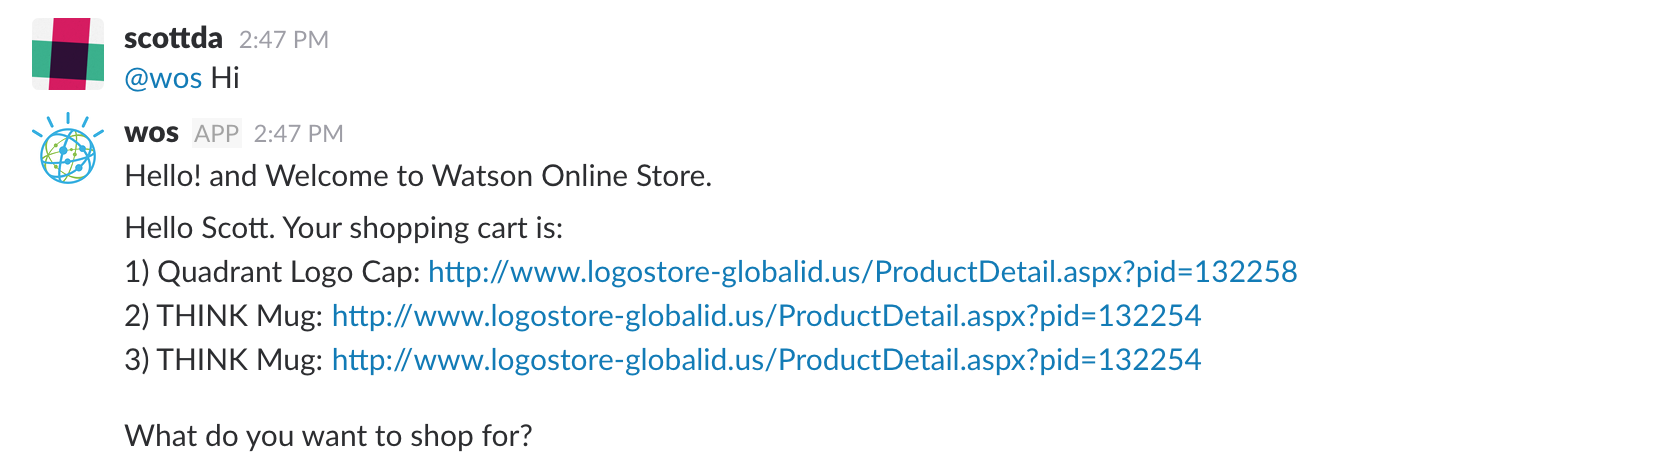 scottda 2:47 PM
@wos Hi
wos APP 2:47 PM
Hello! and Welcome to Watson Online Store.
Hello Scott. Your shopping cart is:
1) Quadrant Logo Cap: http://www.logostore-globalid.us/ProductDetail.aspx?pid=132258
2) THINK Mug: http://www.logostore-globalid.us/ProductDetail.aspx?pid=132254
3) THINK Mug: http://www.logostore-globalid.us/ProductDetail.aspx?pid=132254
What do you want to shop for?